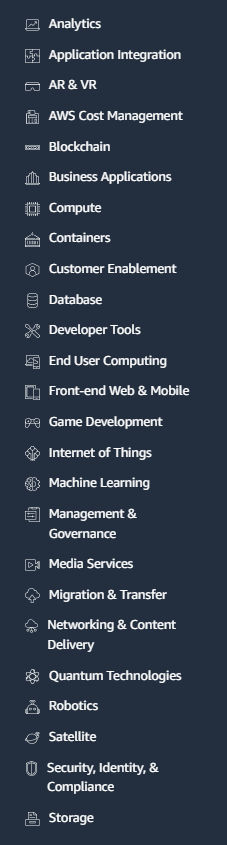 Analytics
Application Integration
AR & VR
AWS Cost Management
Blockchain
Business Applications
Compute
Containers
Customer Enablement
Database
Developer Tools
End User Computing
Front-end Web & Mobile
Game Development
Internet of Things
Machine Learning
Management &
Governance
Media Services
Migration & Transfer
Networking & Content
Delivery
Quantum Technologies
Robotics
Satellite
Security, Identity, &
Compliance
Storage